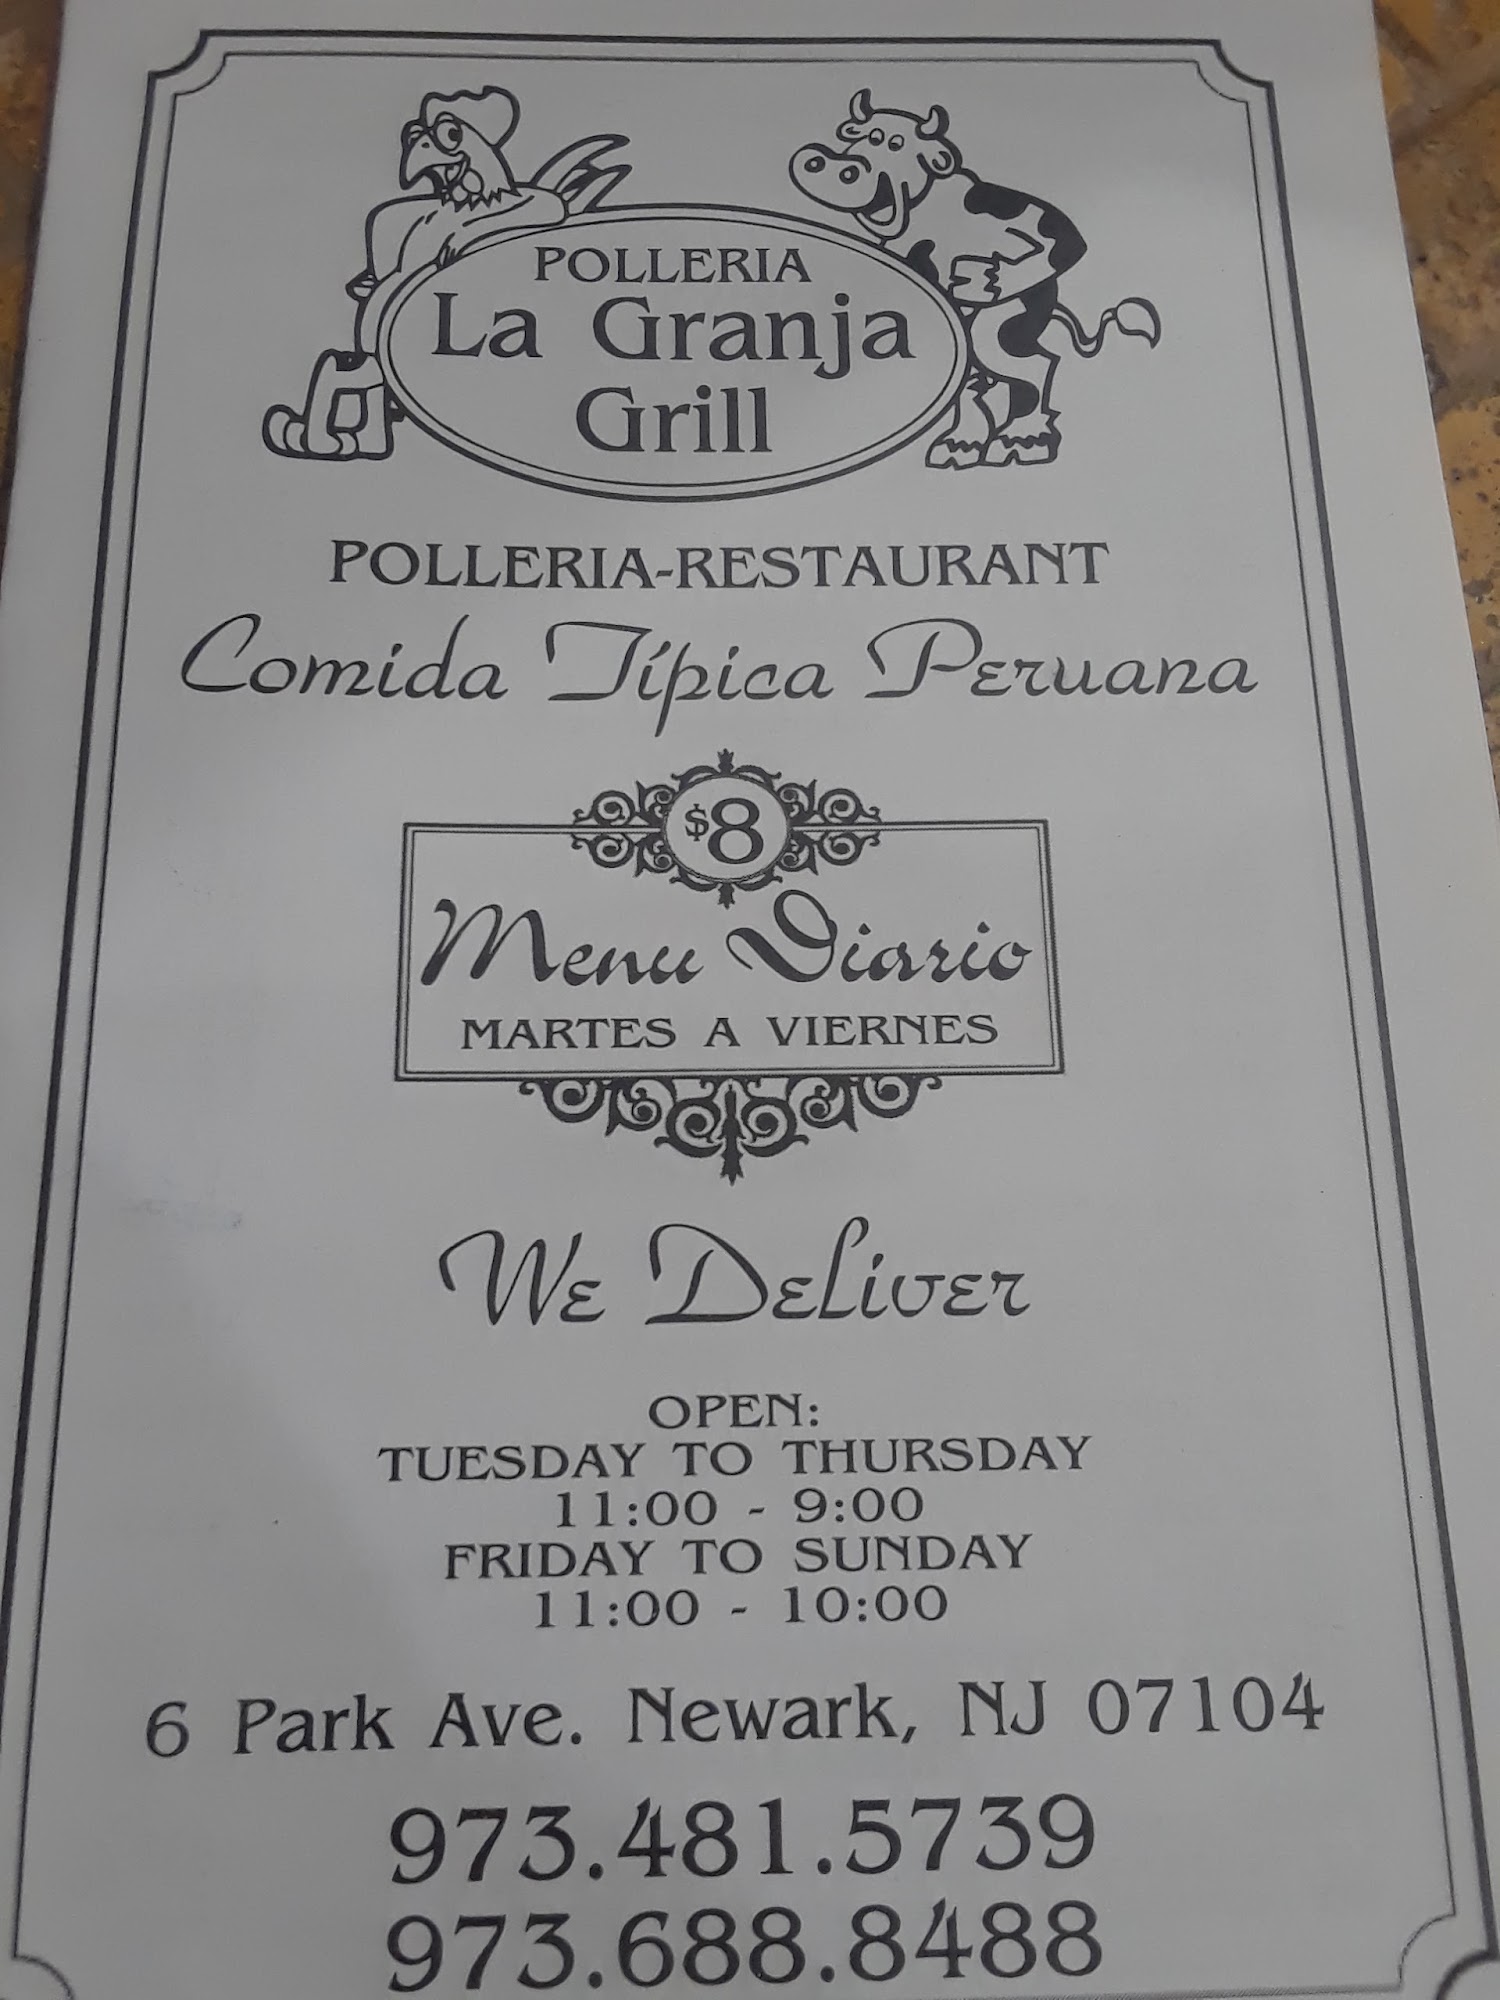 POLLERIA
La Granja
Grill
POLLERIA-RESTAURANT
Comida Típica Peruana
$8
Menu Diario
MARTES A VIERNES
We Deliver
OPEN:
TUESDAY TO THURSDAY
11:00 - 9:00
FRIDAY TO SUNDAY
11:00 - 10:00
6 Park Ave. Newark, NJ 07104
973.481.5739
973.688.8488